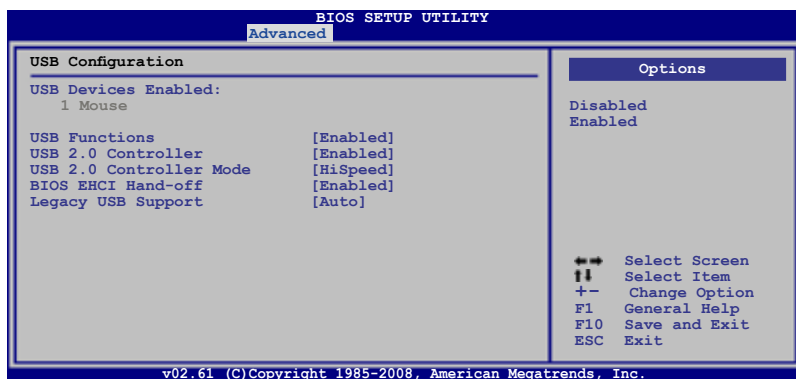 BIOS SETUP UTILITY
Advanced
USB Configuration
USB Devices Enabled:
1 Mouse
USB Functions [Enabled]
USB 2.0 Controller [Enabled]
USB 2.0 Controller Mode [HiSpeed]
BIOS EHCI Hand-off [Enabled]
Legacy USB Support [Auto]
Options
Disabled
Enabled
←→ Select Screen
↑↓ Select Item
+- Change Option
F1 General Help
F10 Save and Exit
ESC Exit
v02.61 (C)Copyright 1985-2008, American Megatrends, Inc.